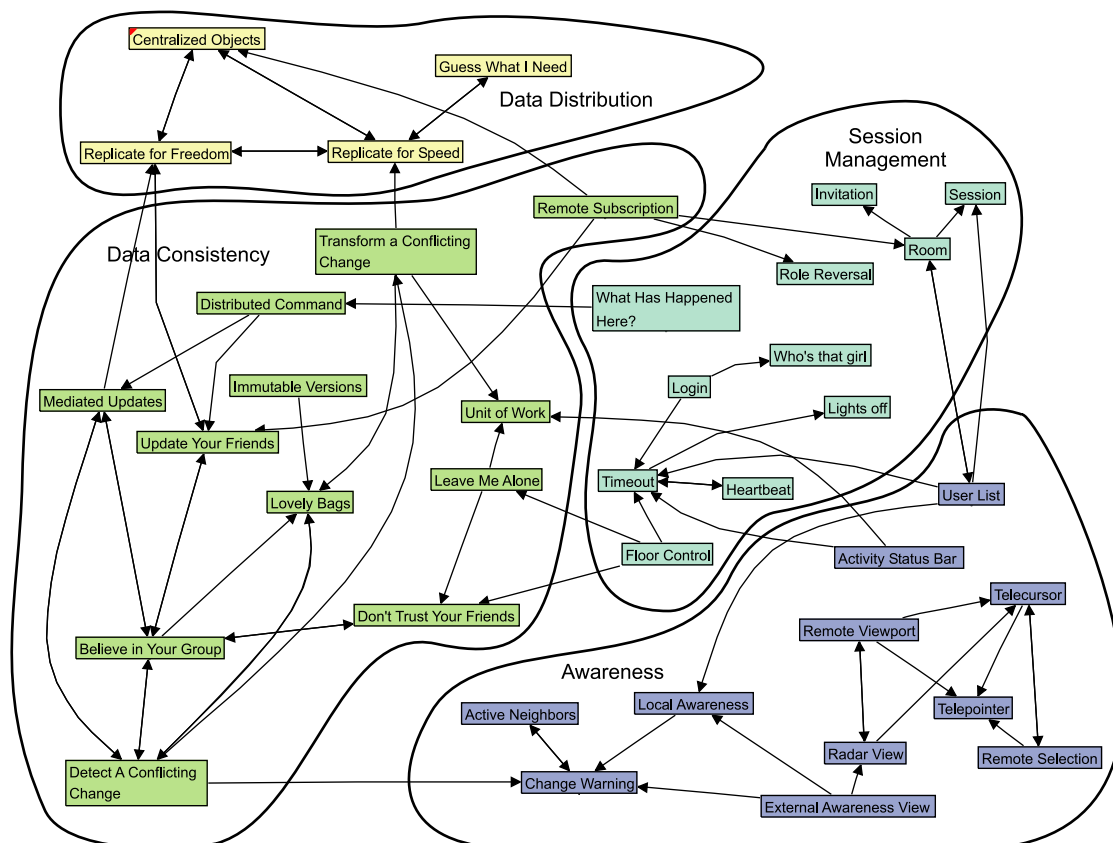 Centralized Objects
Guess What I Need
Data Distribution
Replicate for Freedom
Replicate for Speed
Session
Management
Invitation
Session
Remote Subscription
Room
Transform a Conflicting
Change
Data Consistency
Role Reversal
Distributed Command
What Has Happened
Here?
Who's that girl
Immutable Versions
Login
Mediated Updates
Unit of Work
Lights off
Update Your Friends
Leave Me Alone
Timeout
Heartbeat
User List
Lovely Bags
Floor Control
Activity Status Bar
Telecursor
Don't Trust Your Friends
Remote Viewport
Believe in Your Group
Awareness
Local Awareness
Telepointer
Active Neighbors
Radar View
Remote Selection
Detect A Conflicting
Change
Change Warning
External Awareness View